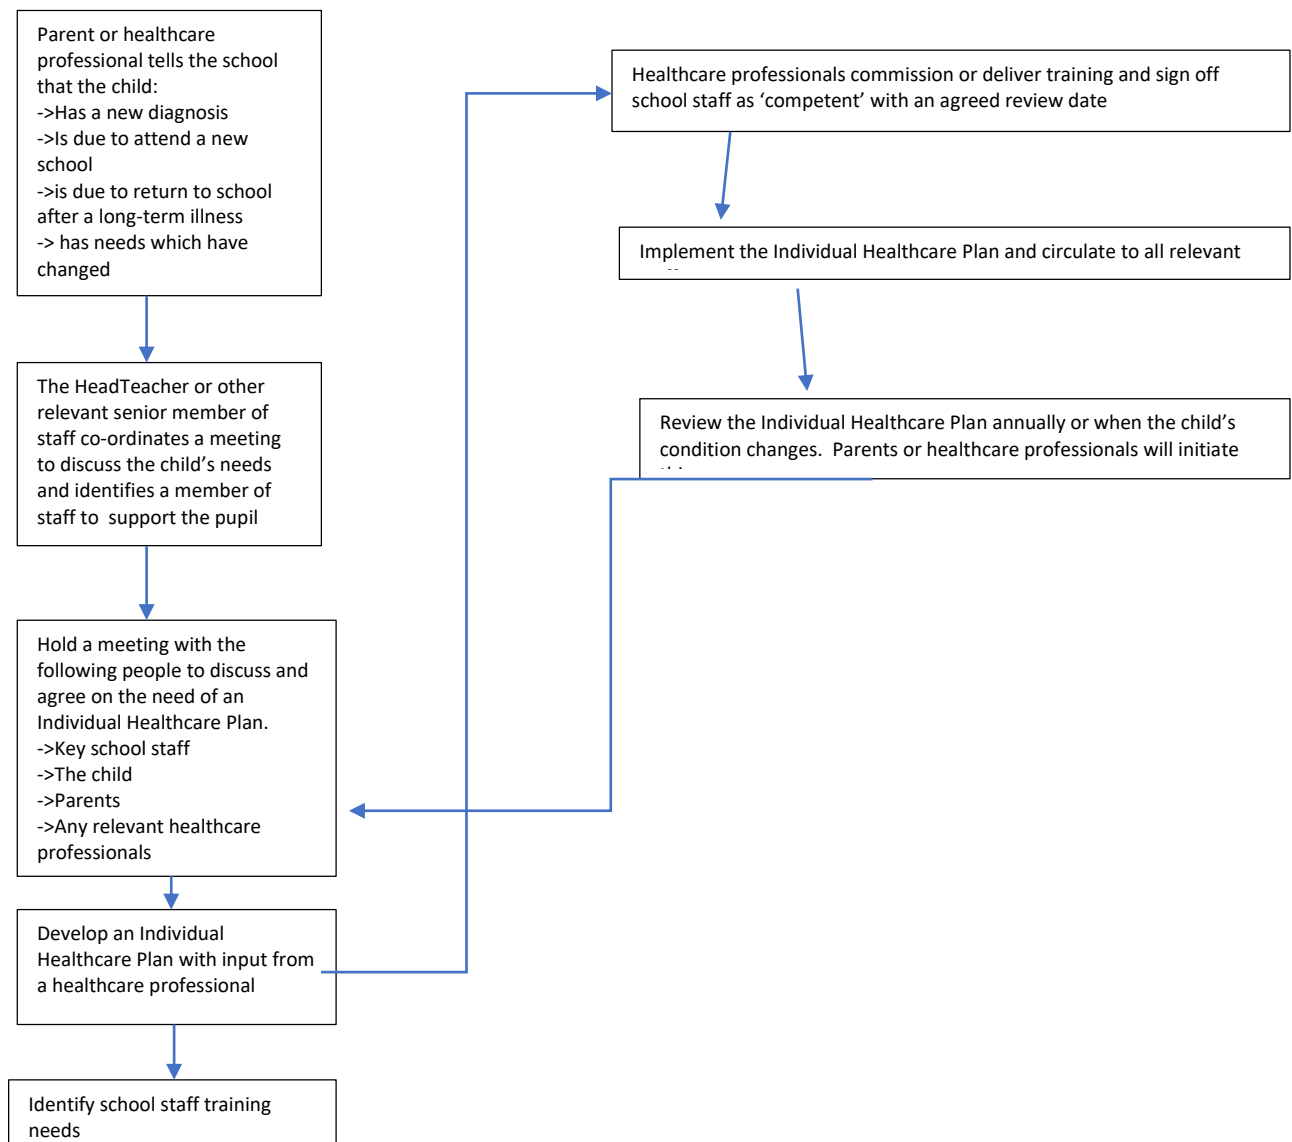 Parent or healthcare
professional tells the school
that the child:
->Has a new diagnosis
->Is due to attend a new
school
->is due to return to school
after a long-term illness
-> has needs which have
changed
The HeadTeacher or other
relevant senior member of
staff co-ordinates a meeting
to discuss the child’s needs
and identifies a member of
staff to  support the pupil
Hold a meeting with the
following people to discuss and
agree on the need of an
Individual Healthcare Plan.
->Key school staff
->The child
->Parents
->Any relevant healthcare
professionals
Develop an Individual
Healthcare Plan with input from
a healthcare professional
Identify school staff training
needs
Healthcare professionals commission or deliver training and sign off
school staff as ‘competent’ with an agreed review date
Implement the Individual Healthcare Plan and circulate to all relevant
Review the Individual Healthcare Plan annually or when the child’s
condition changes.  Parents or healthcare professionals will initiate